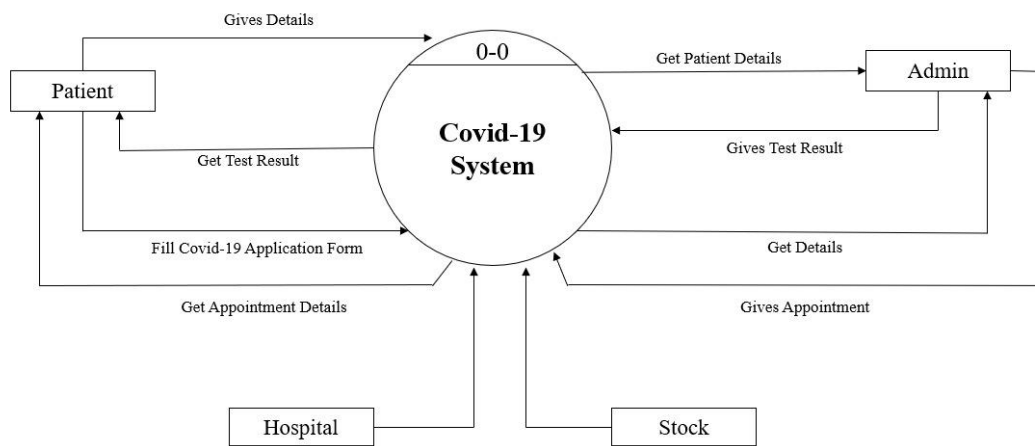 Gives Details
0-0
Get Patient Details
Admin
Patient
Covid-19
System
Gives Test Result
Get Test Result
Fill Covid-19 Application Form
Get Details
Get Appointment Details
Gives Appointment
Hospital
Stock